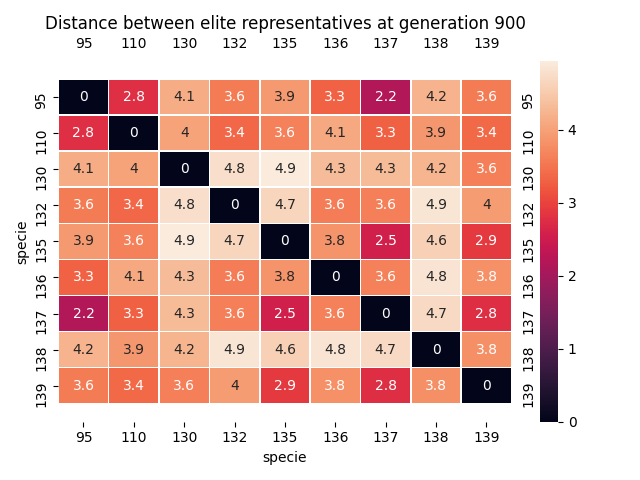 Distance between elite representatives at generation 900
95 110 130 132 135 136 137 138 139
95 0 2.8 4.1 3.6 3.9 3.3 2.2 4.2 3.6 95
110 2.8 0 4 3.4 3.6 4.1 3.3 3.9 3.4 110
130 4.1 4 0 4.8 4.9 4.3 4.3 4.2 3.6 130
132 3.6 3.4 4.8 0 4.7 3.6 3.6 4.9 4 132
135 3.9 3.6 4.9 4.7 0 3.8 2.5 4.6 2.9 135
136 3.3 4.1 4.3 3.6 3.8 0 3.6 4.8 3.8 136
137 2.2 3.3 4.3 3.6 2.5 3.6 0 4.7 2.8 137
138 4.2 3.9 4.2 4.9 4.6 4.8 4.7 0 3.8 138
139 3.6 3.4 3.6 4 2.9 3.8 2.8 3.8 0 139
95 110 130 132 135 136 137 138 139
specie
specie
4
3
2
1
0